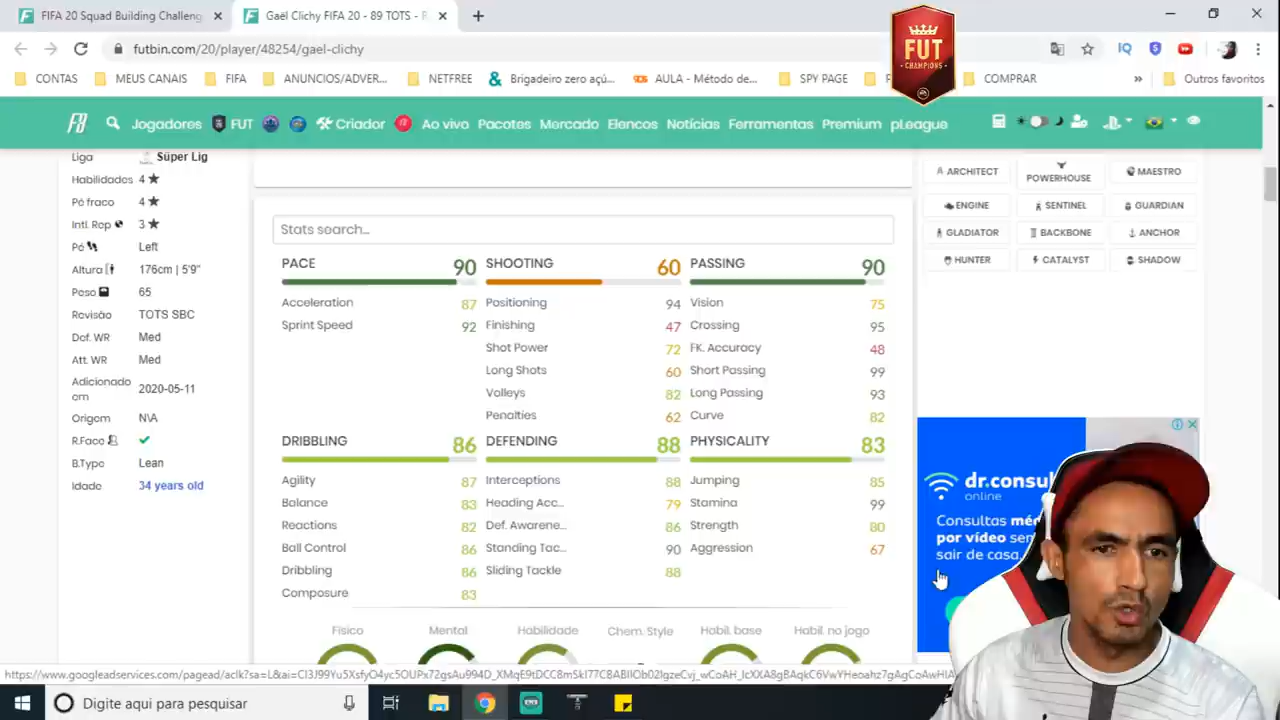 FIFA 20 Squad Building Challeng
Gaël Clichy FIFA 20 - 89 TOTS - R
futbin.com/20/player/48254/gael-clichy
CONTAS
MEUS CANAIS
FIFA
ANUNCIOS/ADVER...
NETFREE
Brigadeiro zero açú...
AULA - Método de...
SPY PAGE
COMPRAR
Outros favoritos
FUT
CHAMPIONS
Jogadores
FUT
Criador
Ao vivo
Pacotes
Mercado
Elencos
Notícias
Ferramentas
Premium
pLeague
Liga Süper Lig
Habilidades 4
Pé fraco 4
Intl. Rep 3
Pé Left
Altura 176cm | 5'9"
Peso 65
Revisão TOTS SBC
Def. WR Med
Att. WR Med
Adicionado em 2020-05-11
Origem N\A
R.Face
B.Type Lean
Idade 34 years old
Stats search...
PACE 90
Acceleration 87
Sprint Speed 92
SHOOTING 60
Positioning 94
Finishing 47
Shot Power 72
Long Shots 60
Volleys 82
Penalties 62
PASSING 90
Vision 75
Crossing 95
FK. Accuracy 48
Short Passing 99
Long Passing 93
Curve 82
DRIBBLING 86
Agility 87
Balance 83
Reactions 82
Ball Control 86
Dribbling 86
Composure 83
DEFENDING 88
Interceptions 88
Heading Acc... 79
Def. Awarene... 86
Standing Tac... 90
Sliding Tackle 88
PHYSICALITY 83
Jumping 85
Stamina 99
Strength 80
Aggression 67
Físico
Mental
Habilidade
Chem. Style
Habil. base
Habil. no jogo
ARCHITECT
POWERHOUSE
MAESTRO
ENGINE
SENTINEL
GUARDIAN
GLADIATOR
BACKBONE
ANCHOR
HUNTER
CATALYST
SHADOW
dr.consul
online
Consultas
por vídeo
sair de casa,
Digite aqui para pesquisar